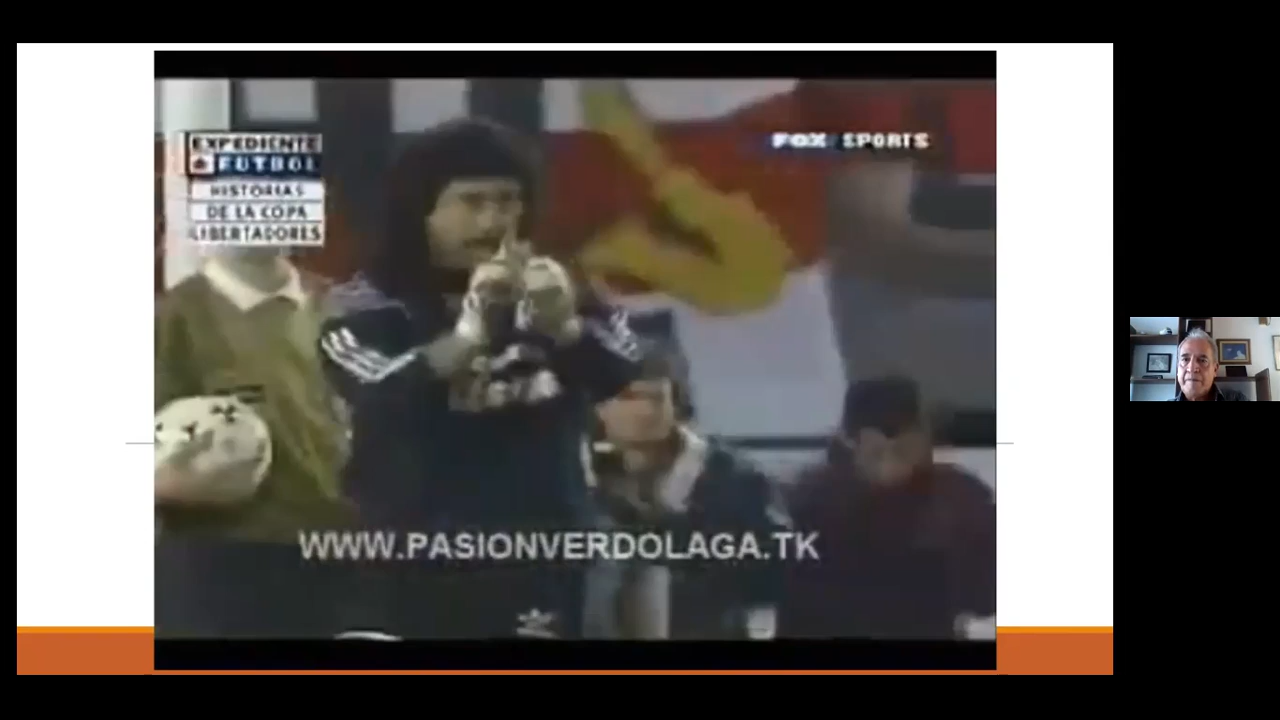 EXPEDIENTE
FUTBOL
HISTORIAS
DE LA COPA
LIBERTADORES
FOX SPORTS
WWW.PASIONVERDOLAGA.TK